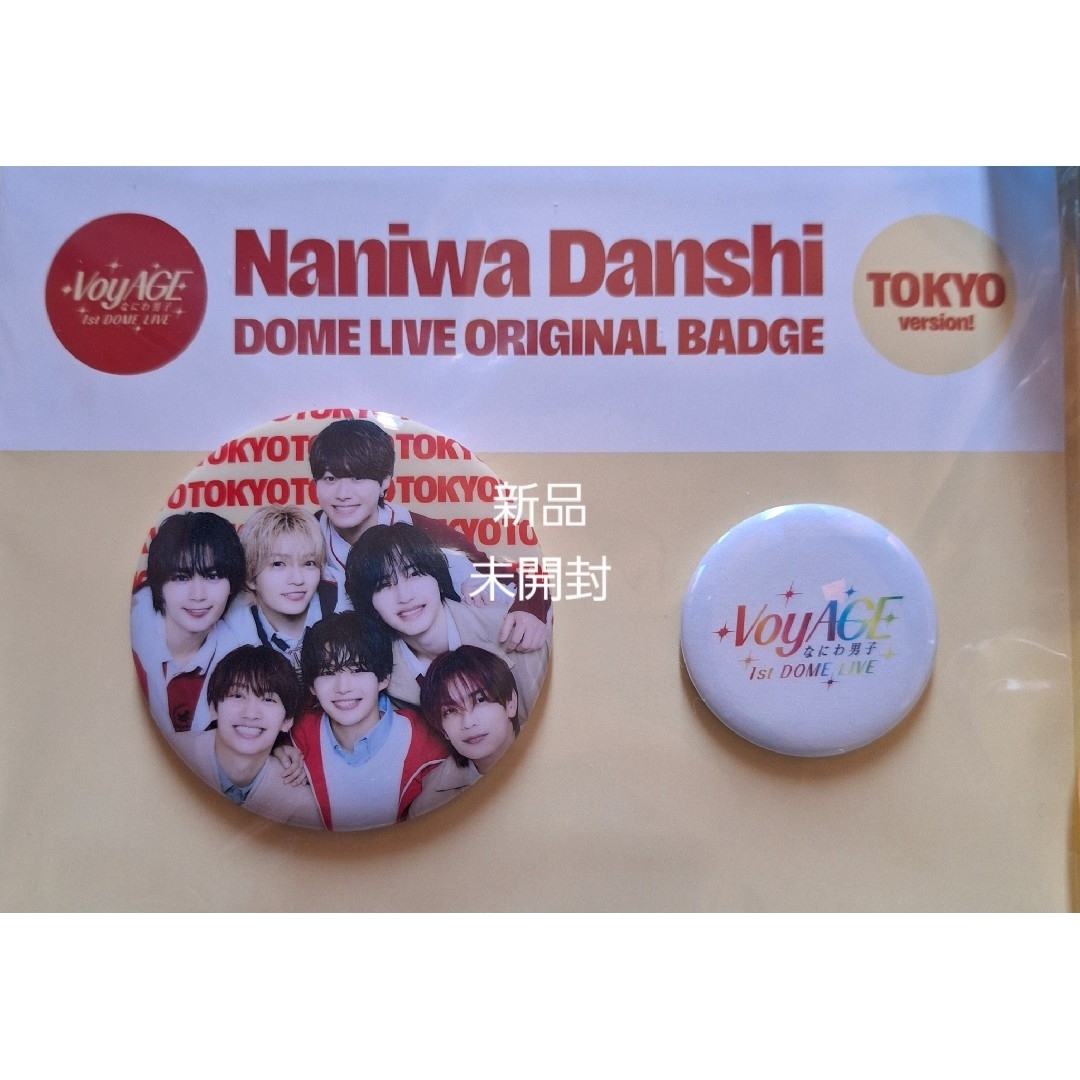 VoyAGE
なにわ男子
1st DOME LIVE
Naniwa Danshi
DOME LIVE ORIGINAL BADGE
TOKYO
version!
TOKYO
TOKYO TOKYO
TOKYO TOKYO
TOKYO
新品
未開封
VoyAGE
なにわ男子
1st DOME LIVE